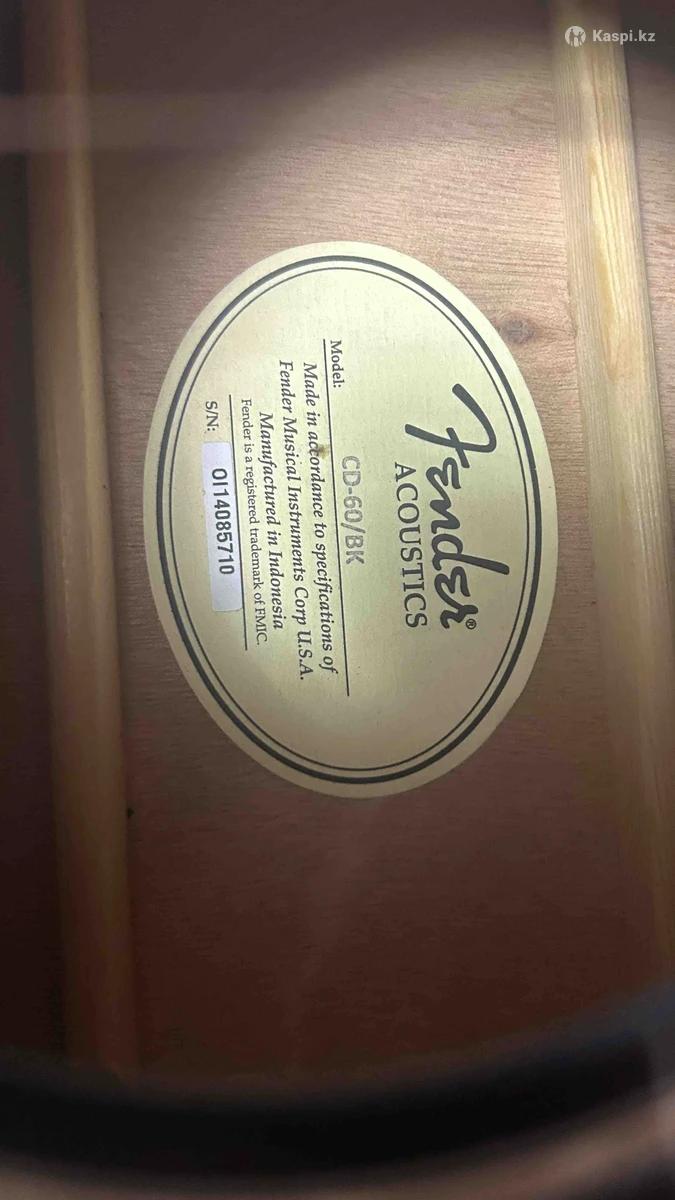 Kaspi.kz
Fender®
ACOUSTICS
Model: CD-60/BK
Made in accordance to specifications of
Fender Musical Instruments Corp U.S.A.
Manufactured in Indonesia
Fender is a registered trademark of FMIC.
S/N: OI14085710